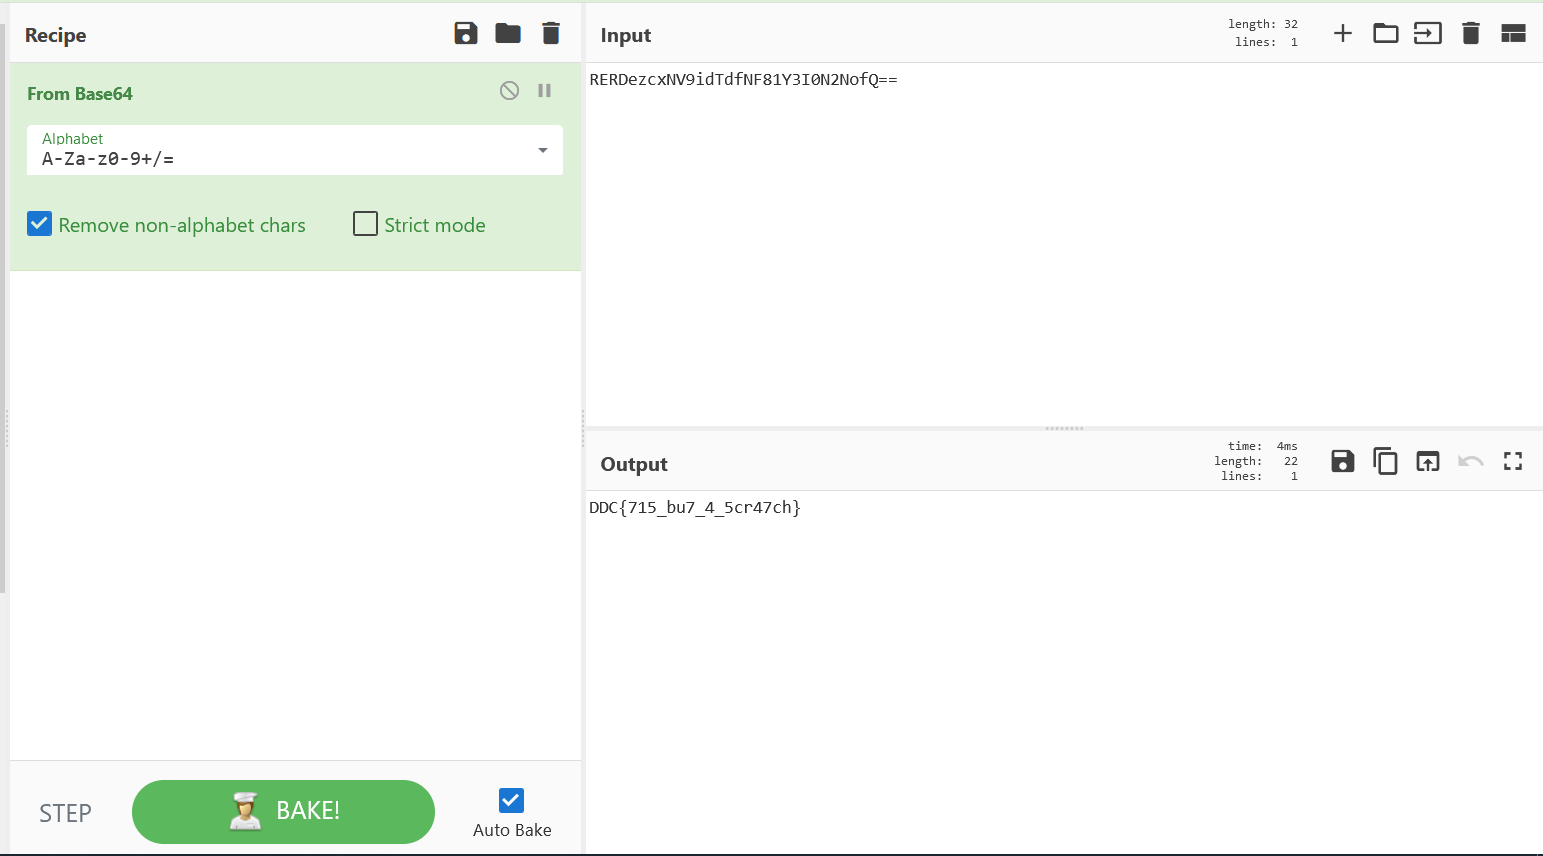 Recipe
From Base64
Alphabet
A-Za-z0-9+/=
Remove non-alphabet chars
Strict mode
STEP
BAKE!
Auto Bake
Input
length: 32
lines: 1
RERDezcxNV9idTdfNF81Y3I0N2NofQ==
Output
time: 4ms
length: 22
lines: 1
DDC{715_bu7_4_5cr47ch}